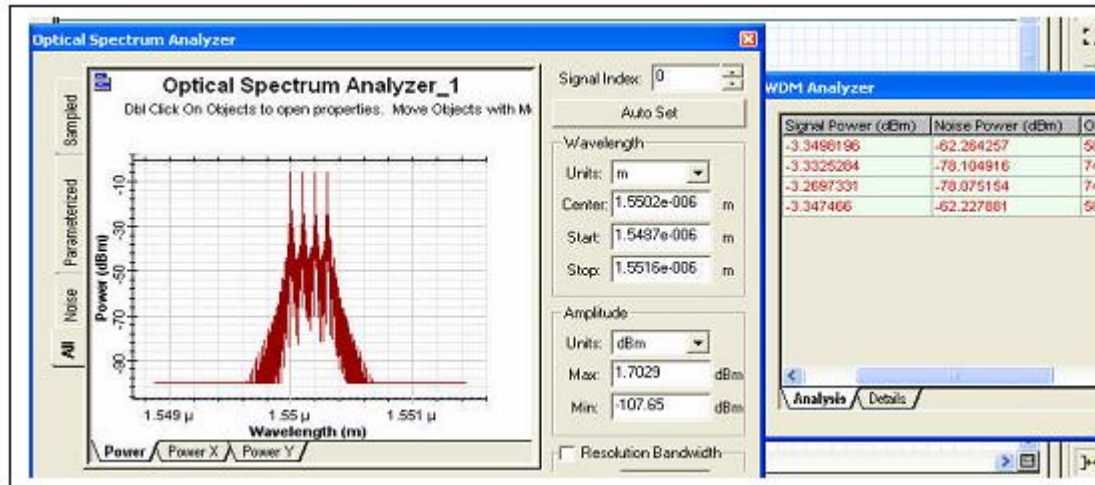 Optical Spectrum Analyzer
Optical Spectrum Analyzer_1
Dbl Click On Objects to open properties. Move Objects with M
Sampled
Parameterized
Noise
All
Power (dBm)
-10
-30
-50
-70
-90
1.549 µ
1.55 µ
1.551 µ
Wavelength (m)
Power
Power X
Power Y
Signal Index: 0
Auto Set
Wavelength
Units: m
Center: 1.5502e-006 m
Start: 1.5487e-006 m
Stop: 1.5516e-006 m
Amplitude
Units: dBm
Max: 1.7029 dBm
Min: -107.65 dBm
Resolution Bandwidth
WDM Analyzer
Signal Power (dBm) Noise Power (dBm)
-3.3498196 -62.264257
-3.3325284 -78.104916
-3.2697331 -78.075154
-3.347466 -62.227881
Analysis
Details